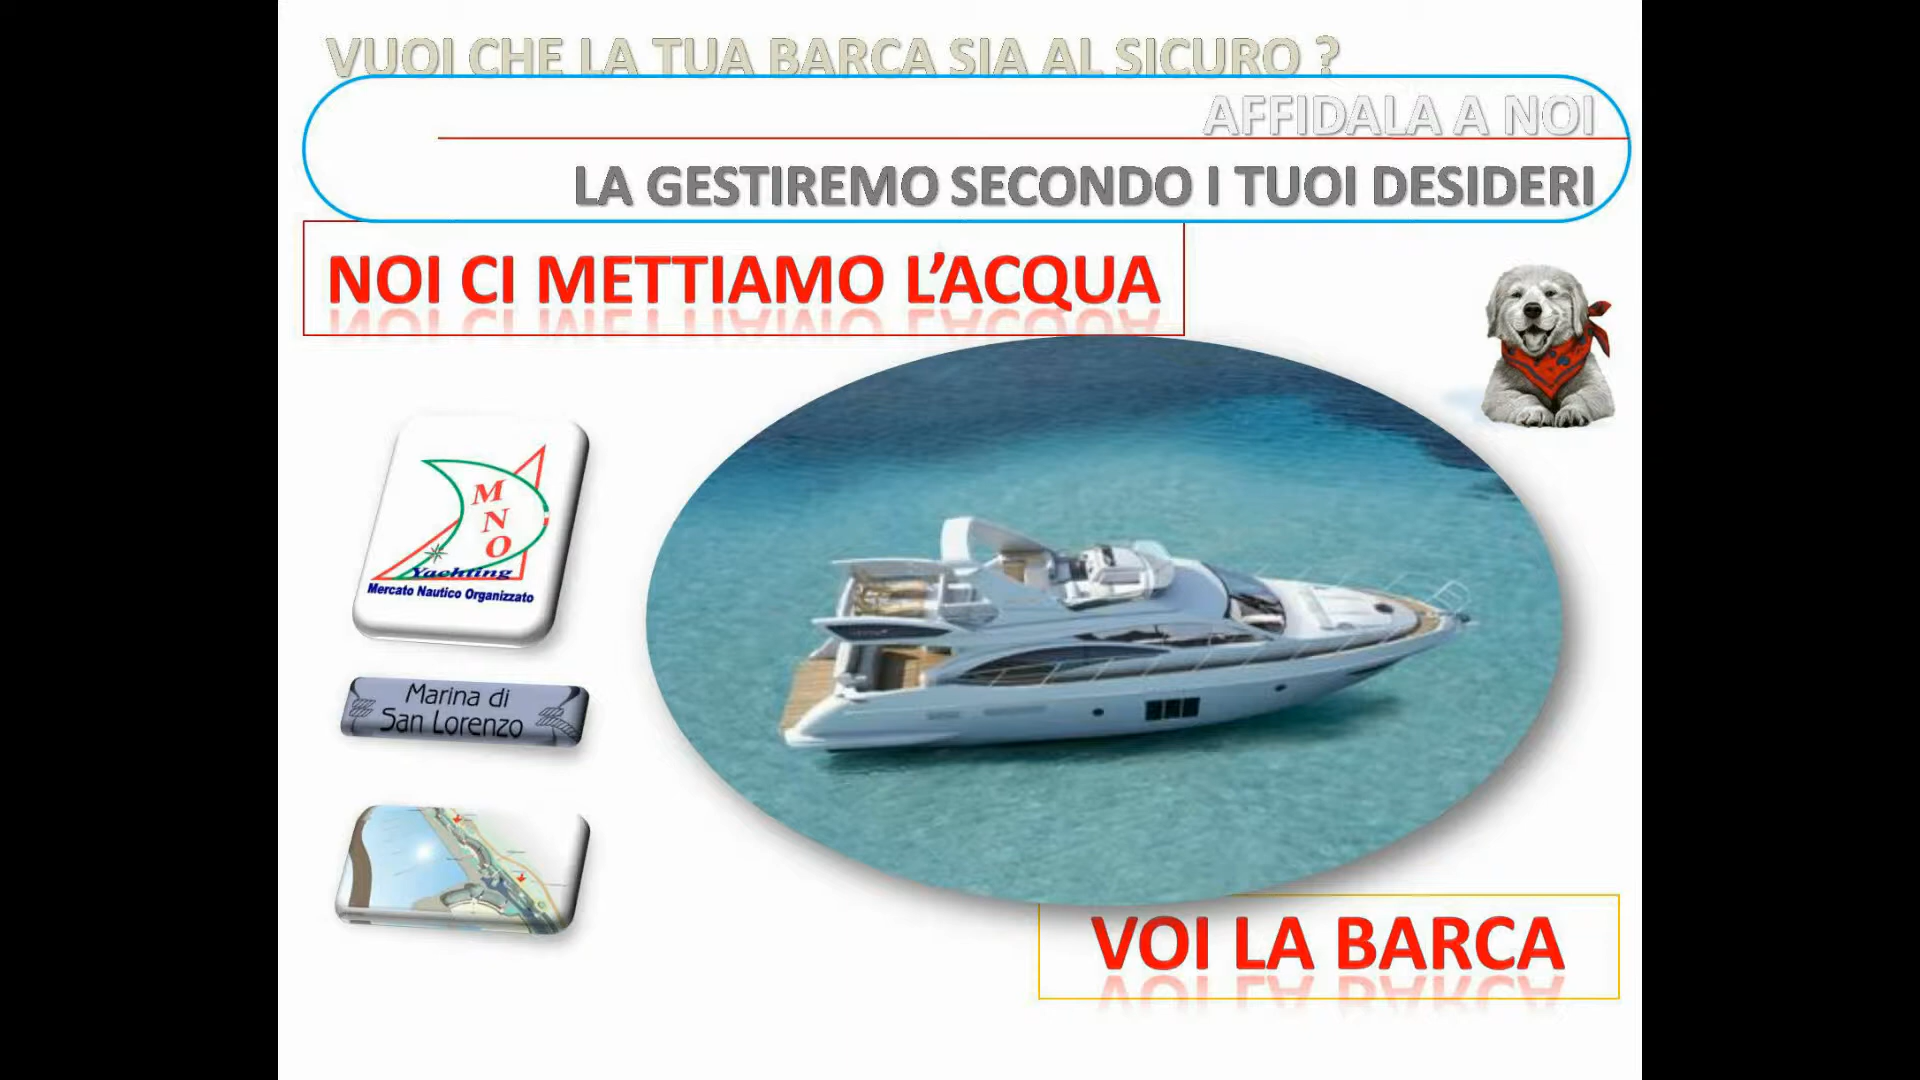 VUOI CHE LA TUA BARCA SIA AL SICURO ?
AFFIDALA A NOI
LA GESTIREMO SECONDO I TUOI DESIDERI
NOI CI METTIAMO L’ACQUA
M
N
O
Yachting
Mercato Nautico Organizzato
Marina di
San Lorenzo
VOI LA BARCA